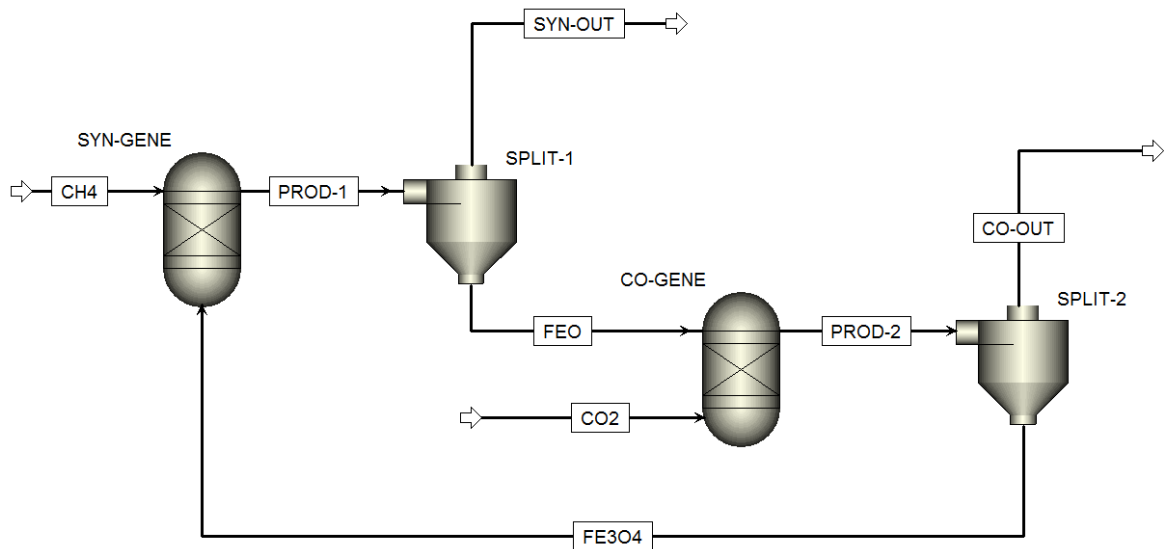 SYN-OUT
SYN-GENE
SPLIT-1
CH4
PROD-1
CO-OUT
CO-GENE
SPLIT-2
FEO
PROD-2
CO2
FE3O4